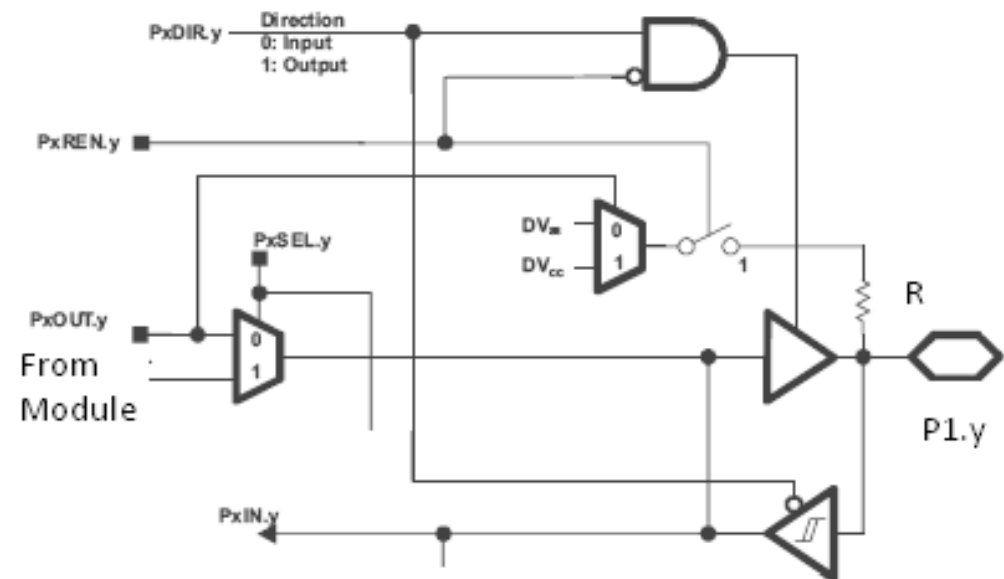 Direction
PxDIR.y
0: Input
1: Output
PxREN.y
DVss
0
DVcc
1
1
PxSEL.y
R
PxOUT.y
0
From
1
Module
P1.y
PxIN.y